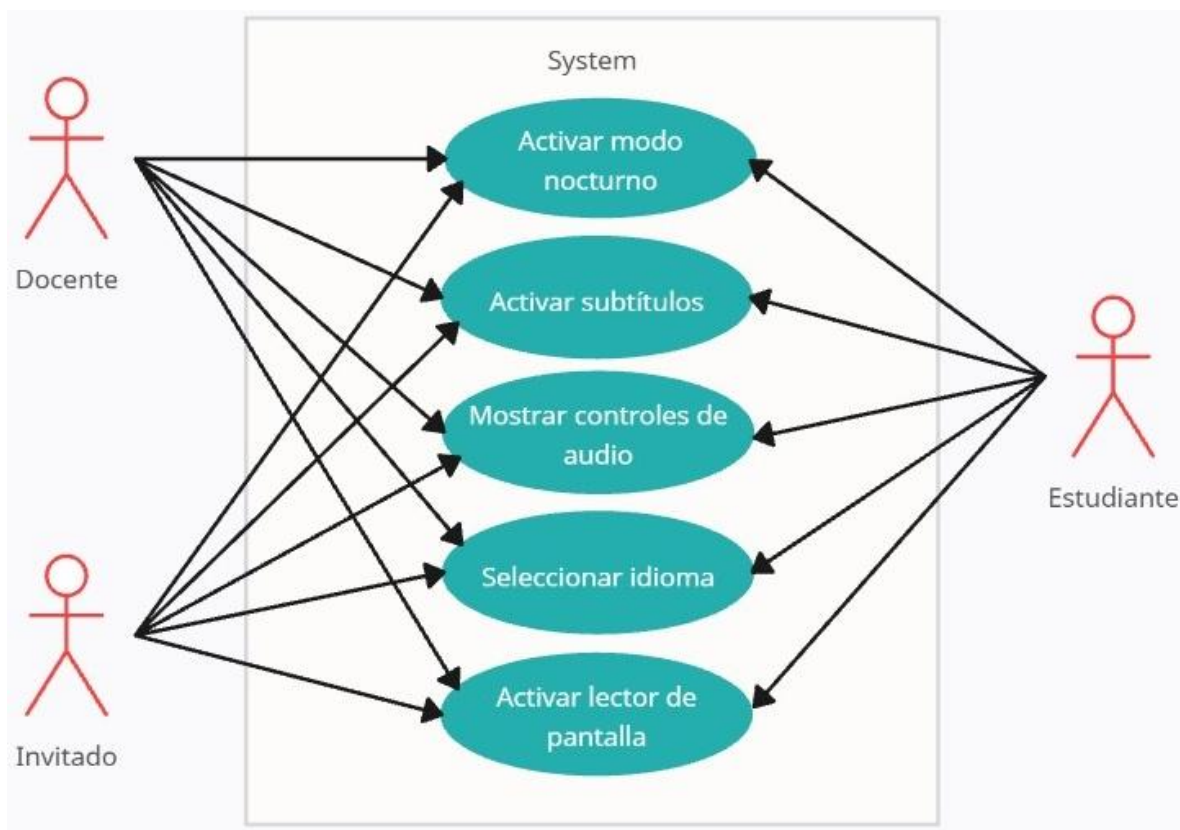 System
Activar modo
nocturno
Docente
Activar subtítulos
Mostrar controles de
audio
Estudiante
Seleccionar idioma
Activar lector de
pantalla
Invitado